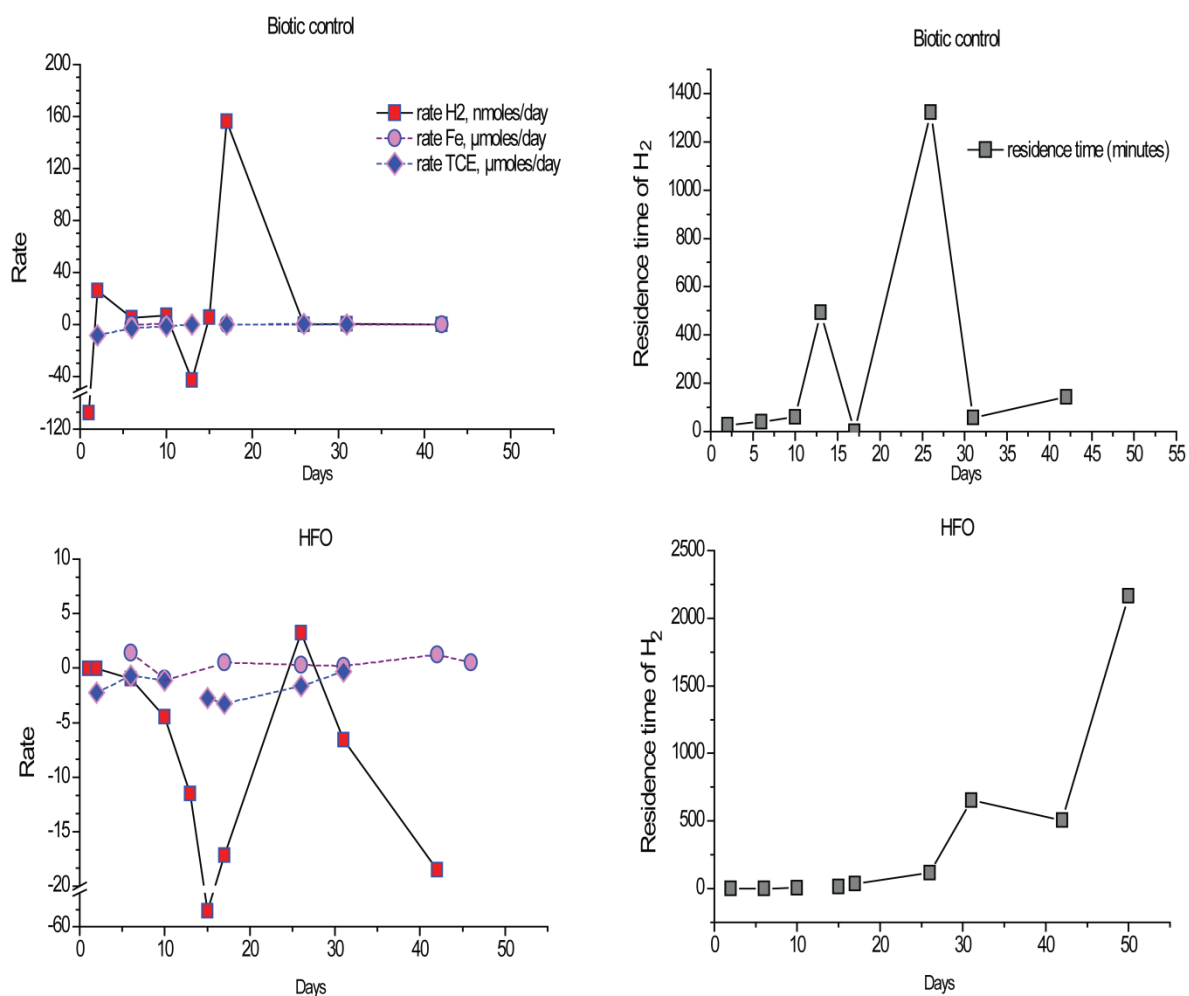 Biotic control
200
160
120
80
40
0
-40
-120
Rate
0 10 20 30 40 50
Days
rate H2, nmoles/day
rate Fe, µmoles/day
rate TCE, µmoles/day
Biotic control
1400
1200
1000
800
600
400
200
0
Residence time of H2
0 5 10 15 20 25 30 35 40 45 50 55
Days
residence time (minutes)
HFO
10
5
0
-5
-10
-15
-20
-60
Rate
0 10 20 30 40 50
Days
HFO
2500
2000
1500
1000
500
0
Residence time of H2
0 10 20 30 40 50
Days